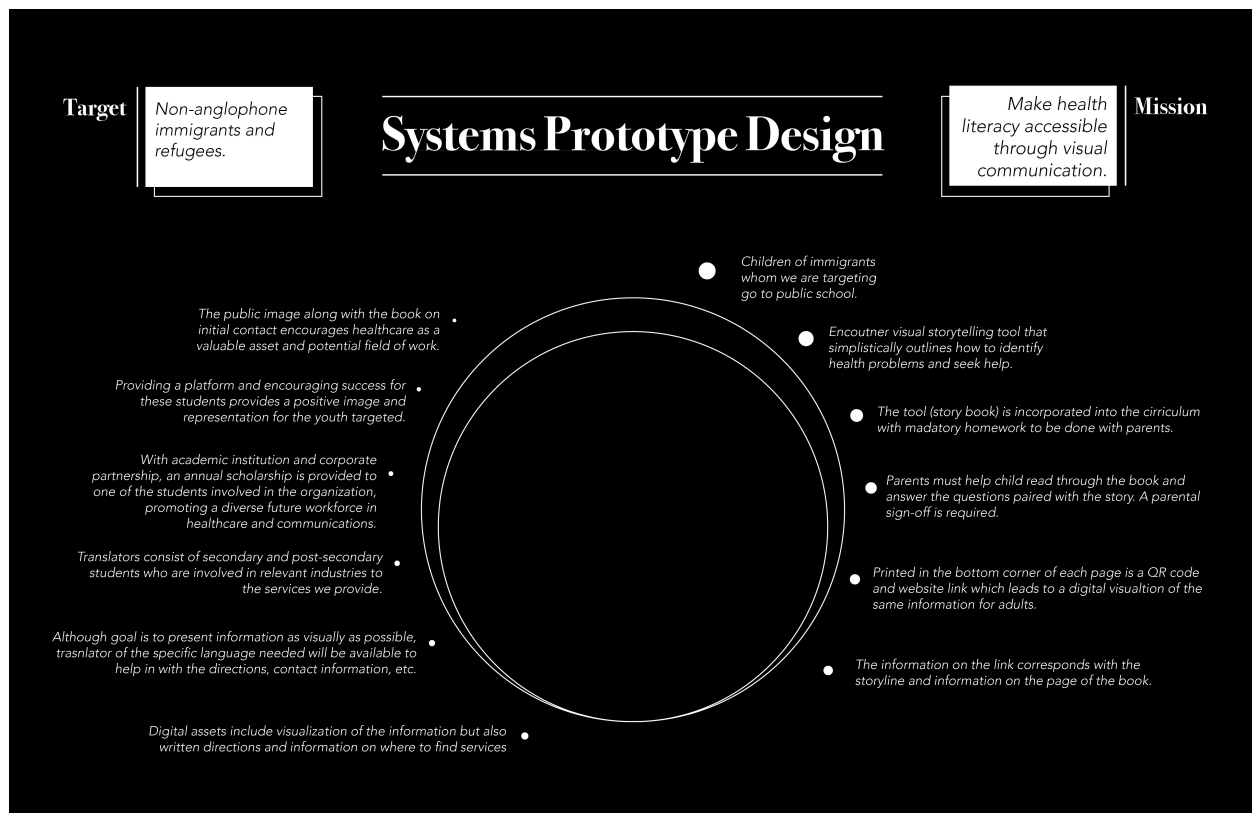 Target
Non-anglophone
immigrants and
refugees.
Systems Prototype Design
Make health
literacy accessible
through visual
communication.
Mission
Children of immigrants
whom we are targeting
go to public school.
Encoutner visual storytelling tool that
simplistically outlines how to identify
health problems and seek help.
The tool (story book) is incorporated into the cirriculum
with madatory homework to be done with parents.
Parents must help child read through the book and
answer the questions paired with the story. A parental
sign-off is required.
Printed in the bottom corner of each page is a QR code
and website link which leads to a digital visualtion of the
same information for adults.
The information on the link corresponds with the
storyline and information on the page of the book.
Digital assets include visualization of the information but also
written directions and information on where to find services
Although goal is to present information as visually as possible,
trasnlator of the specific language needed will be available to
help in with the directions, contact information, etc.
Translators consist of secondary and post-secondary
students who are involved in relevant industries to
the services we provide.
With academic institution and corporate
partnership, an annual scholarship is provided to
one of the students involved in the organization,
promoting a diverse future workforce in
healthcare and communications.
Providing a platform and encouraging success for
these students provides a positive image and
representation for the youth targeted.
The public image along with the book on
initial contact encourages healthcare as a
valuable asset and potential field of work.